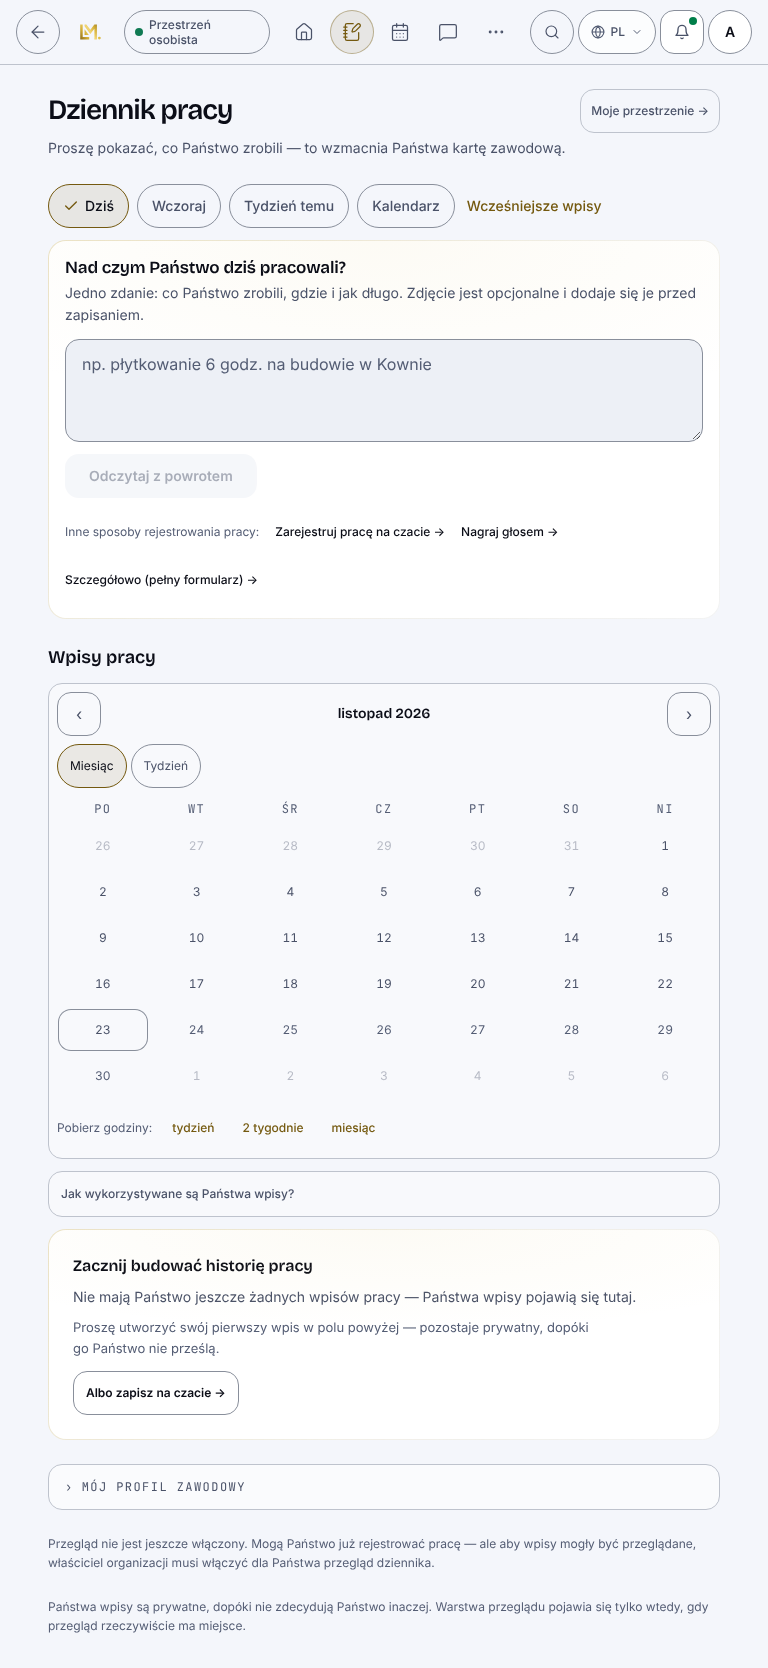 LM.
Przestrzeń
osobista
PL
A
Dziennik pracy
Moje przestrzenie →
Proszę pokazać, co Państwo zrobili — to wzmacnia Państwa kartę zawodową.
Dziś
Wczoraj
Tydzień temu
Kalendarz
Wcześniejsze wpisy
Nad czym Państwo dziś pracowali?
Jedno zdanie: co Państwo zrobili, gdzie i jak długo. Zdjęcie jest opcjonalne i dodaje się je przed
zapisaniem.
np. płytkowanie 6 godz. na budowie w Kownie
Odczytaj z powrotem
Inne sposoby rejestrowania pracy: Zarejestruj pracę na czacie → Nagraj głosem →
Szczegółowo (pełny formularz) →
Wpisy pracy
‹ listopad 2026 ›
Miesiąc Tydzień
PO WT ŚR CZ PT SO NI
26 27 28 29 30 31 1
2 3 4 5 6 7 8
9 10 11 12 13 14 15
16 17 18 19 20 21 22
23 24 25 26 27 28 29
30 1 2 3 4 5 6
Pobierz godziny: tydzień 2 tygodnie miesiąc
Jak wykorzystywane są Państwa wpisy?
Zacznij budować historię pracy
Nie mają Państwo jeszcze żadnych wpisów pracy — Państwa wpisy pojawią się tutaj.
Proszę utworzyć swój pierwszy wpis w polu powyżej — pozostaje prywatny, dopóki
go Państwo nie prześlą.
Albo zapisz na czacie →
› MÓJ PROFIL ZAWODOWY
Przegląd nie jest jeszcze włączony. Mogą Państwo już rejestrować pracę — ale aby wpisy mogły być przeglądane,
właściciel organizacji musi włączyć dla Państwa przegląd dziennika.
Państwa wpisy są prywatne, dopóki nie zdecydują Państwo inaczej. Warstwa przeglądu pojawia się tylko wtedy, gdy
przegląd rzeczywiście ma miejsce.